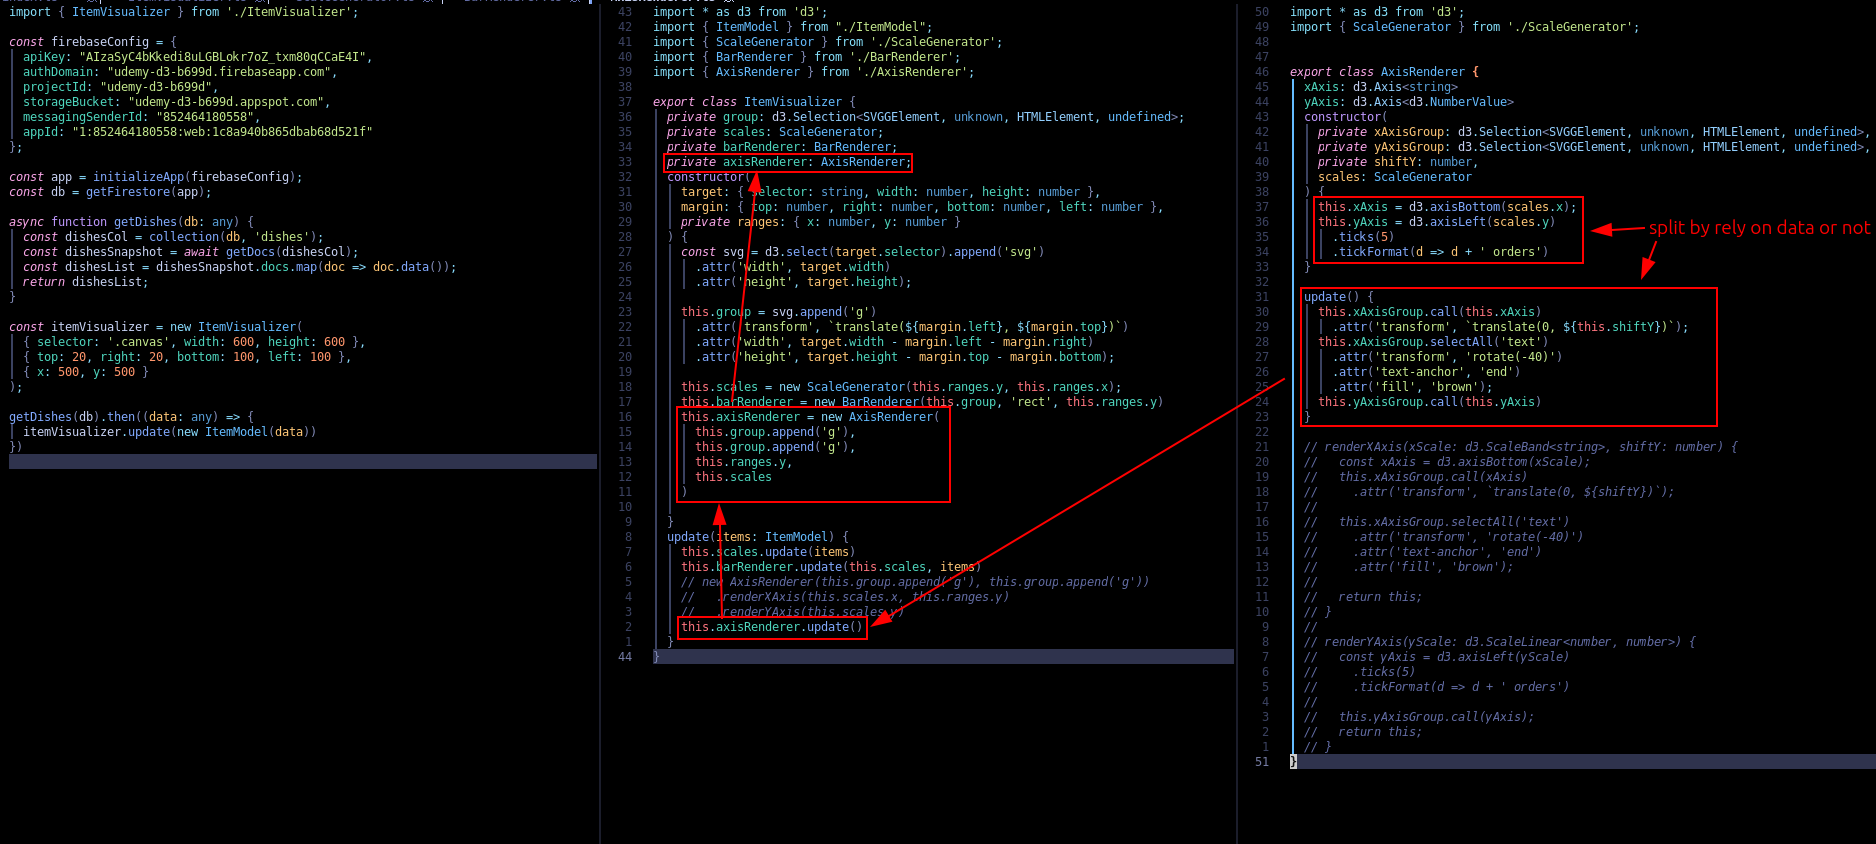 import { ItemVisualizer } from './ItemVisualizer';
const firebaseConfig = {
apiKey: "AIzaSyC4bKkedi8uLGBLokr7oZ_txm80qCCaE4I",
authDomain: "udemy-d3-b699d.firebaseapp.com",
projectId: "udemy-d3-b699d",
storageBucket: "udemy-d3-b699d.appspot.com",
messagingSenderId: "852464180558",
appId: "1:852464180558:web:1c8a940b865dbab68d521f"
};
const app = initializeApp(firebaseConfig);
const db = getFirestore(app);
async function getDishes(db: any) {
const dishesCol = collection(db, 'dishes');
const dishesSnapshot = await getDocs(dishesCol);
const dishesList = dishesSnapshot.docs.map(doc => doc.data());
return dishesList;
}
const itemVisualizer = new ItemVisualizer(
{ selector: '.canvas', width: 600, height: 600 },
{ top: 20, right: 20, bottom: 100, left: 100 },
{ x: 500, y: 500 }
);
getDishes(db).then((data: any) => {
itemVisualizer.update(new ItemModel(data))
})
43 import * as d3 from 'd3';
42 import { ItemModel } from "./ItemModel";
41 import { ScaleGenerator } from './ScaleGenerator';
40 import { BarRenderer } from './BarRenderer';
39 import { AxisRenderer } from './AxisRenderer';
38
37 export class ItemVisualizer {
36 private group: d3.Selection<SVGGElement, unknown, HTMLElement, undefined>;
35 private scales: ScaleGenerator;
34 private barRenderer: BarRenderer;
33 private axisRenderer: AxisRenderer;
32 constructor(
31 target: { selector: string, width: number, height: number },
30 margin: { top: number, right: number, bottom: number, left: number },
29 private ranges: { x: number, y: number }
28 ) {
27 const svg = d3.select(target.selector).append('svg')
26 .attr('width', target.width)
25 .attr('height', target.height);
24
23 this.group = svg.append('g')
22 .attr('transform', `translate(${margin.left}, ${margin.top})`)
21 .attr('width', target.width - margin.left - margin.right)
20 .attr('height', target.height - margin.top - margin.bottom);
19
18 this.scales = new ScaleGenerator(this.ranges.y, this.ranges.x);
17 this.barRenderer = new BarRenderer(this.group, 'rect', this.ranges.y)
16 this.axisRenderer = new AxisRenderer(
15 this.group.append('g'),
14 this.group.append('g'),
13 this.ranges.y,
12 this.scales
11 )
10
9 }
8 update(items: ItemModel) {
7 this.scales.update(items)
6 this.barRenderer.update(this.scales, items)
5 // new AxisRenderer(this.group.append('g'), this.group.append('g'))
4 // .renderXAxis(this.scales.x, this.ranges.y)
3 // .renderYAxis(this.scales.y)
2 this.axisRenderer.update()
1 }
44 }
50 import * as d3 from 'd3';
49 import { ScaleGenerator } from './ScaleGenerator';
48
47
46 export class AxisRenderer {
45 xAxis: d3.Axis<string>
44 yAxis: d3.Axis<d3.NumberValue>
43 constructor(
42 private xAxisGroup: d3.Selection<SVGGElement, unknown, HTMLElement, undefined>,
41 private yAxisGroup: d3.Selection<SVGGElement, unknown, HTMLElement, undefined>,
40 private shiftY: number,
39 scales: ScaleGenerator
38 ) {
37 this.xAxis = d3.axisBottom(scales.x);
36 this.yAxis = d3.axisLeft(scales.y)
35 .ticks(5)
34 .tickFormat(d => d + ' orders')
33 }
32
31 update() {
30 this.xAxisGroup.call(this.xAxis)
29 .attr('transform', `translate(0, ${this.shiftY})`);
28 this.xAxisGroup.selectAll('text')
27 .attr('transform', 'rotate(-40)')
26 .attr('text-anchor', 'end')
25 .attr('fill', 'brown');
24 this.yAxisGroup.call(this.yAxis)
23 }
22
21 // renderXAxis(xScale: d3.ScaleBand<string>, shiftY: number) {
20 // const xAxis = d3.axisBottom(xScale);
19 // this.xAxisGroup.call(xAxis)
18 // .attr('transform', `translate(0, ${shiftY})`);
17 //
16 // this.xAxisGroup.selectAll('text')
15 // .attr('transform', 'rotate(-40)')
14 // .attr('text-anchor', 'end')
13 // .attr('fill', 'brown');
12 //
11 // return this;
10 // }
9 //
8 // renderYAxis(yScale: d3.ScaleLinear<number, number>) {
7 // const yAxis = d3.axisLeft(yScale)
6 // .ticks(5)
5 // .tickFormat(d => d + ' orders')
4 //
3 // this.yAxisGroup.call(yAxis);
2 // return this;
1 // }
51 }
split by rely on data or not